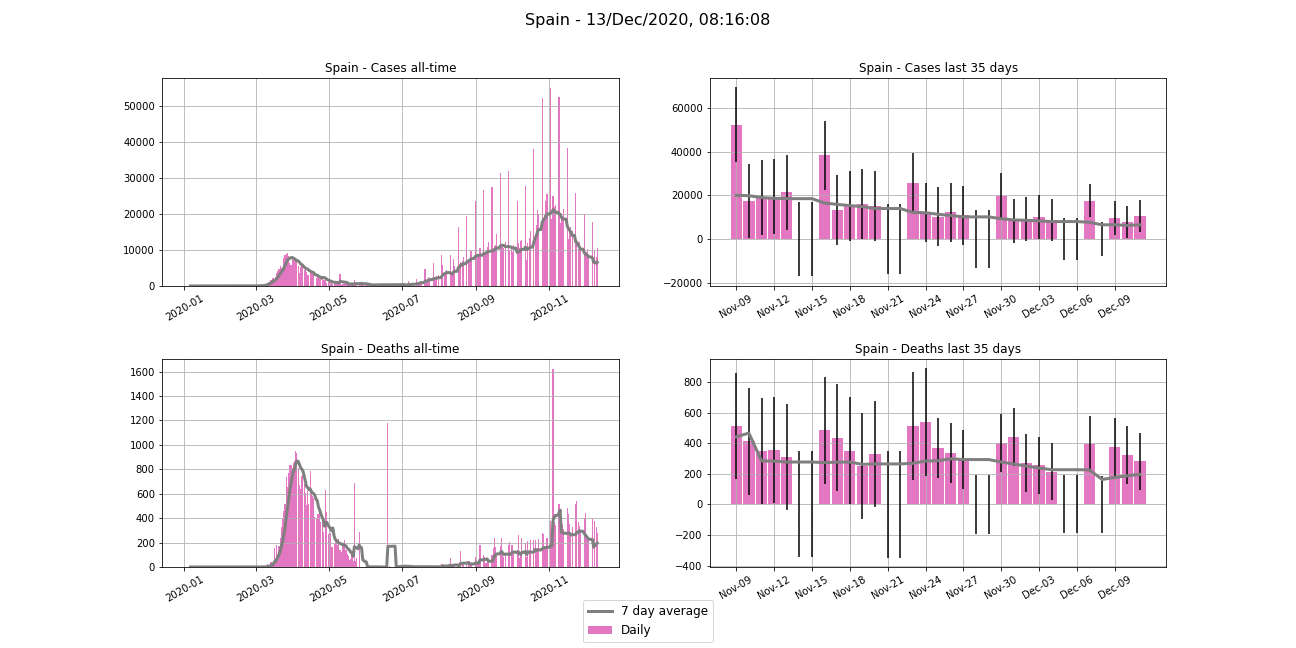 Spain - 13/Dec/2020, 08:16:08
Spain - Cases all-time
50000
40000
30000
20000
10000
0
2020-01
2020-03
2020-05
2020-07
2020-09
2020-11
Spain - Cases last 35 days
60000
40000
20000
0
−20000
Nov-09
Nov-12
Nov-15
Nov-18
Nov-21
Nov-24
Nov-27
Nov-30
Dec-03
Dec-06
Dec-09
Spain - Deaths all-time
1600
1400
1200
1000
800
600
400
200
0
2020-01
2020-03
2020-05
2020-07
2020-09
2020-11
Spain - Deaths last 35 days
800
600
400
200
0
−200
−400
Nov-09
Nov-12
Nov-15
Nov-18
Nov-21
Nov-24
Nov-27
Nov-30
Dec-03
Dec-06
Dec-09
7 day average
Daily